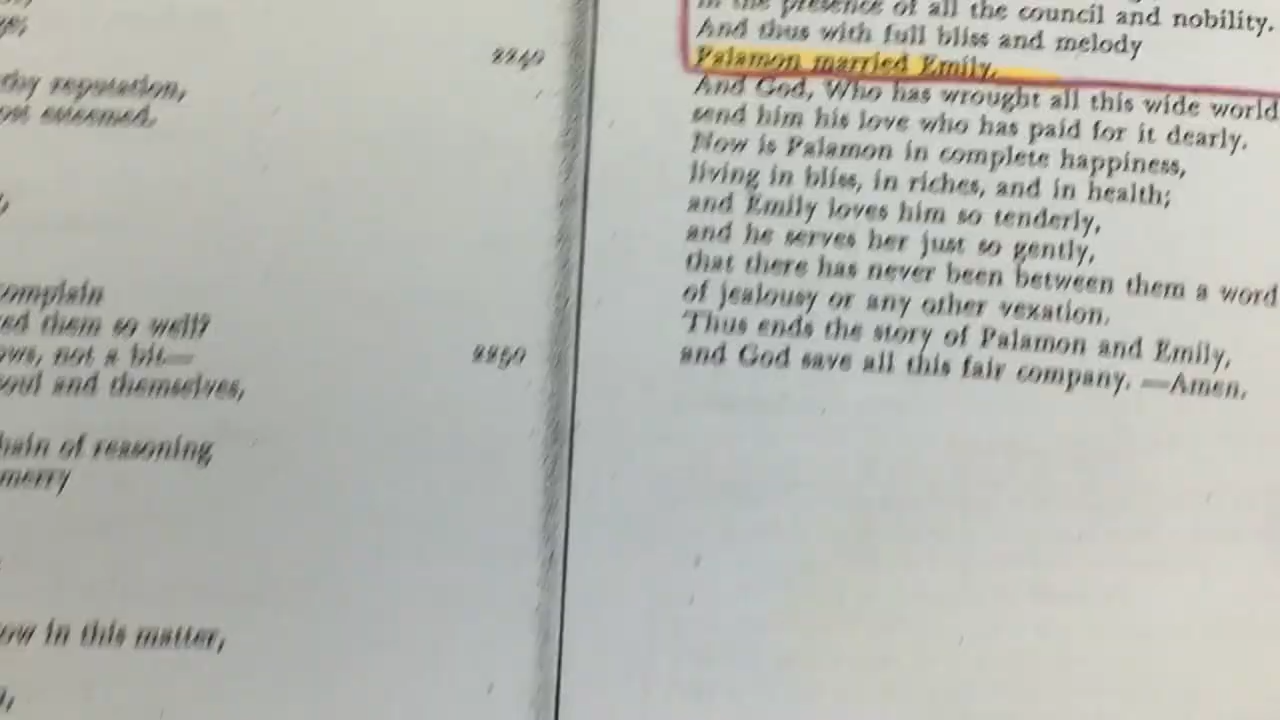 2240
thy reputation,
esteemed.
complain
them so well?
not a bit—
2250
soul and themselves,
chain of reasoning
merry
in this matter,
in the presence of all the council and nobility.
And thus with full bliss and melody
Palamon married Emily.
And God, Who has wrought all this wide world
send him his love who has paid for it dearly.
Now is Palamon in complete happiness,
living in bliss, in riches, and in health;
and Emily loves him so tenderly,
and he serves her just so gently,
that there has never been between them a word
of jealousy or any other vexation.
Thus ends the story of Palamon and Emily,
and God save all this fair company. —Amen.